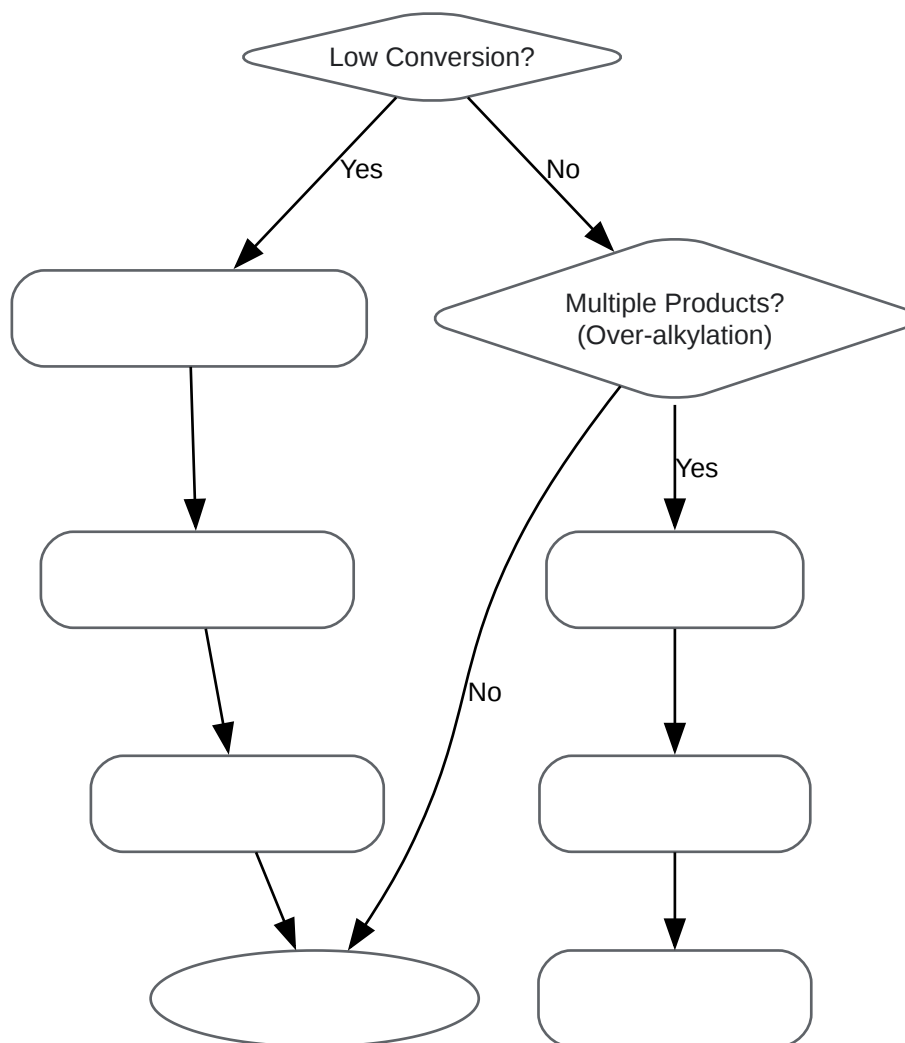 Low Conversion?
Yes
No
Multiple Products?
(Over-alkylation)
Yes
No